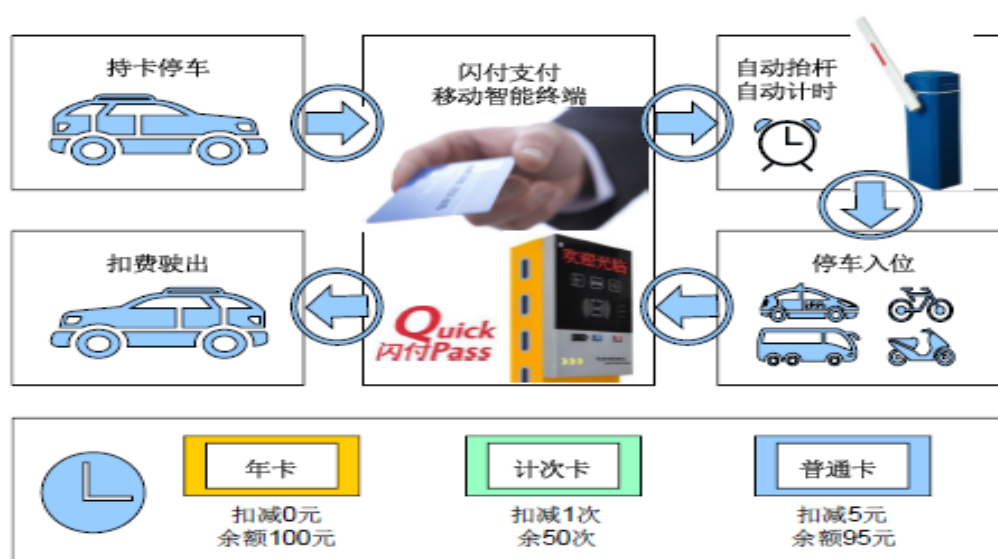 持卡停车
闪付支付
移动智能终端
自动抬杆
自动计时
停车入位
欢迎光临
Quick
闪付Pass
扣费驶出
年卡
扣减0元
余额100元
计次卡
扣减1次
余50次
普通卡
扣减5元
余额95元